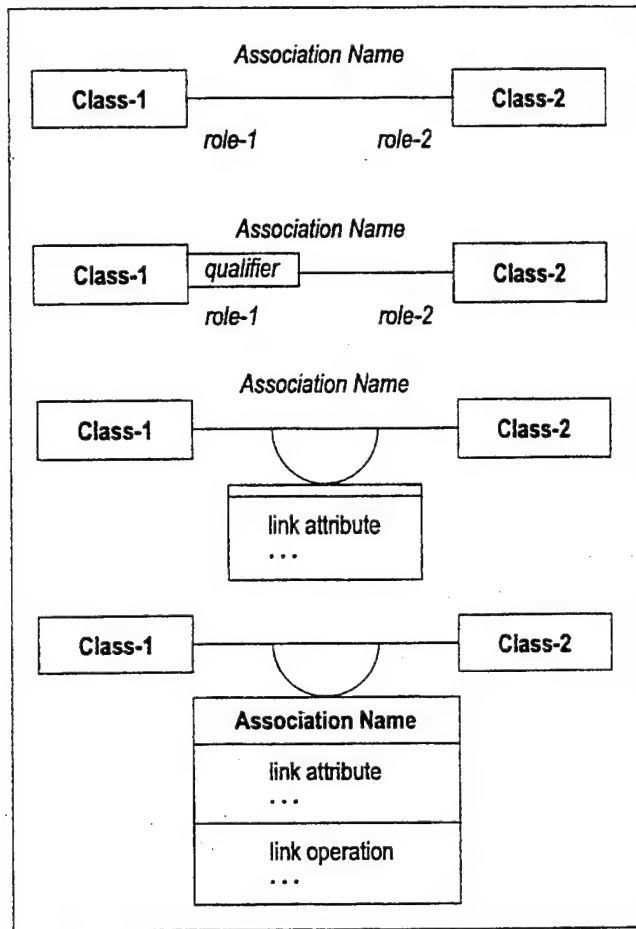 Association Name
Class-1 Class-2
role-1 role-2
Association Name
Class-1 qualifier Class-2
role-1 role-2
Association Name
Class-1 Class-2
link attribute
...
Class-1 Class-2
Association Name
link attribute
...
link operation
...